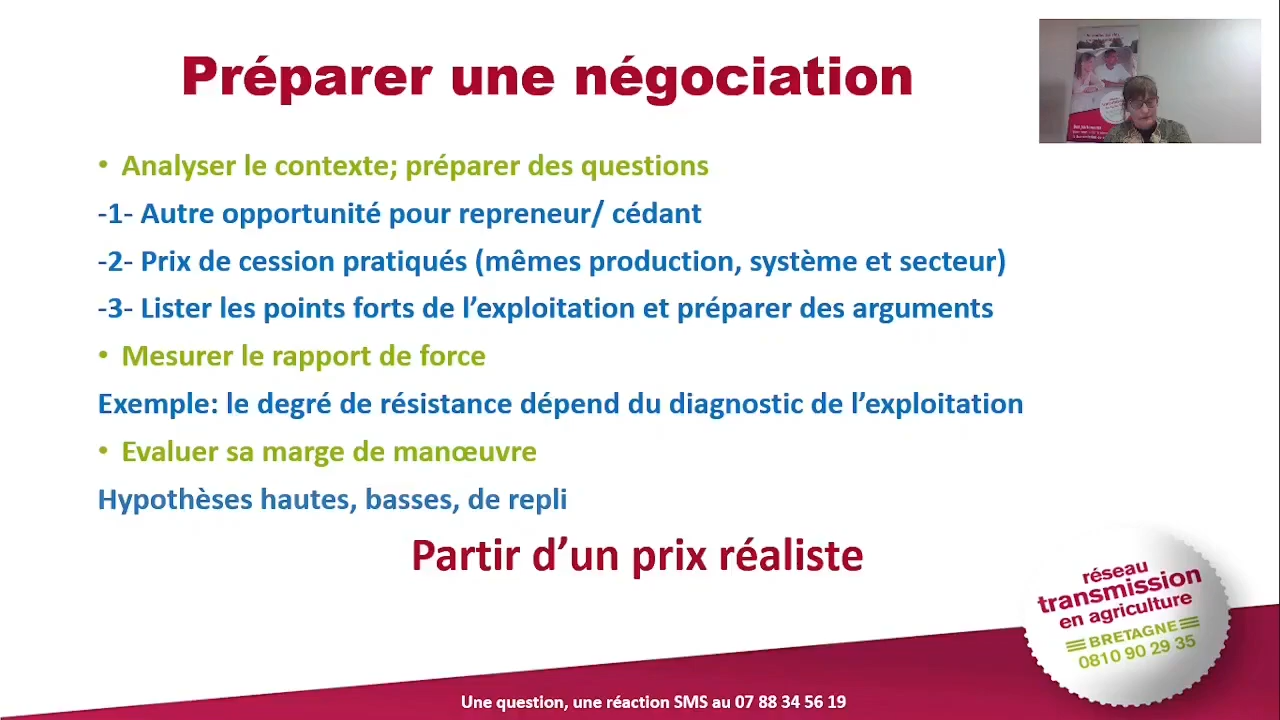 Préparer une négociation
• Analyser le contexte; préparer des questions
-1- Autre opportunité pour repreneur/ cédant
-2- Prix de cession pratiqués (mêmes production, système et secteur)
-3- Lister les points forts de l’exploitation et préparer des arguments
• Mesurer le rapport de force
Exemple: le degré de résistance dépend du diagnostic de l’exploitation
• Evaluer sa marge de manœuvre
Hypothèses hautes, basses, de repli
Partir d’un prix réaliste
réseau
transmission
en agriculture
BRETAGNE
0810 90 29 35
Une question, une réaction SMS au 07 88 34 56 19